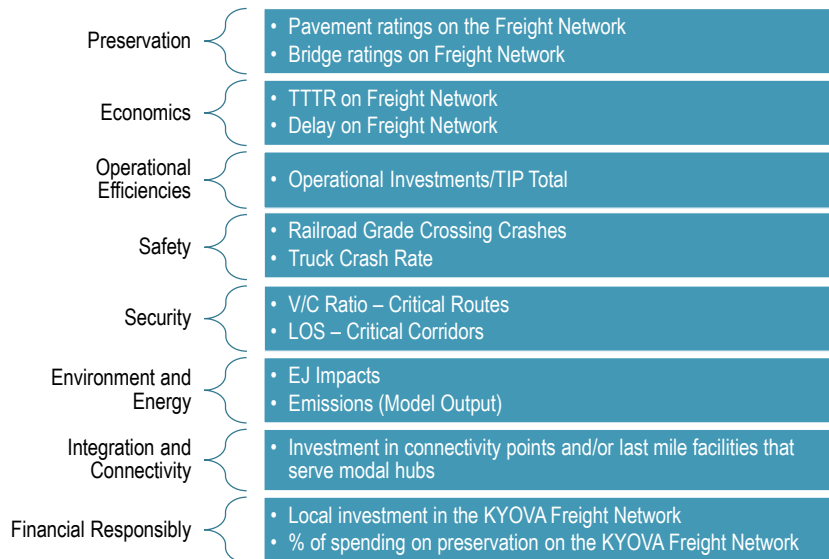 Preservation
• Pavement ratings on the Freight Network
• Bridge ratings on Freight Network
Economics
• TTTR on Freight Network
• Delay on Freight Network
Operational
Efficiencies
• Operational Investments/TIP Total
Safety
• Railroad Grade Crossing Crashes
• Truck Crash Rate
Security
• V/C Ratio – Critical Routes
• LOS – Critical Corridors
Environment and
Energy
• EJ Impacts
• Emissions (Model Output)
Integration and
Connectivity
• Investment in connectivity points and/or last mile facilities that
serve modal hubs
Financial Responsibly
• Local investment in the KYOVA Freight Network
• % of spending on preservation on the KYOVA Freight Network